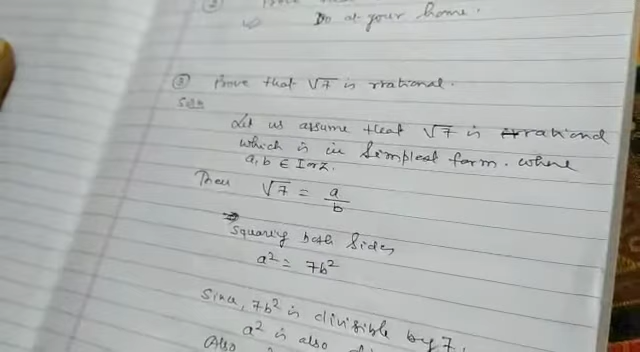 Do at your home.
③ Prove that √7 is irrational.
Soln
Let us assume that √7 is rational
which is in simplest form. where
a, b ∈ I or Z.
Then √7 = a/b
squaring both sides
a² = 7b²
Since, 7b² is divisible by 7,
a² is also
Also